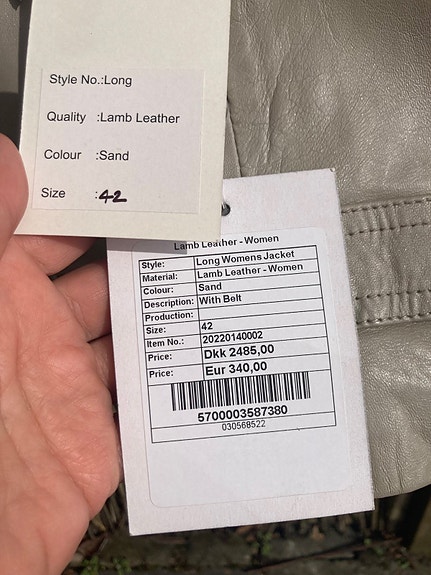 Style No.:Long
Quality :Lamb Leather
Colour :Sand
Size :42
Lamb Leather - Women
Style: Long Womens Jacket
Material: Lamb Leather - Women
Colour: Sand
Description: With Belt
Production:
Size: 42
Item No.: 20220140002
Price: Dkk 2485,00
Price: Eur 340,00
5700003587380
030568522